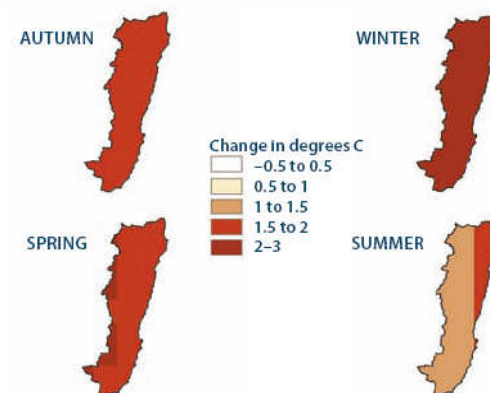 AUTUMN
WINTER
Change in degrees C
–0.5 to 0.5
0.5 to 1
1 to 1.5
1.5 to 2
2–3
SPRING
SUMMER